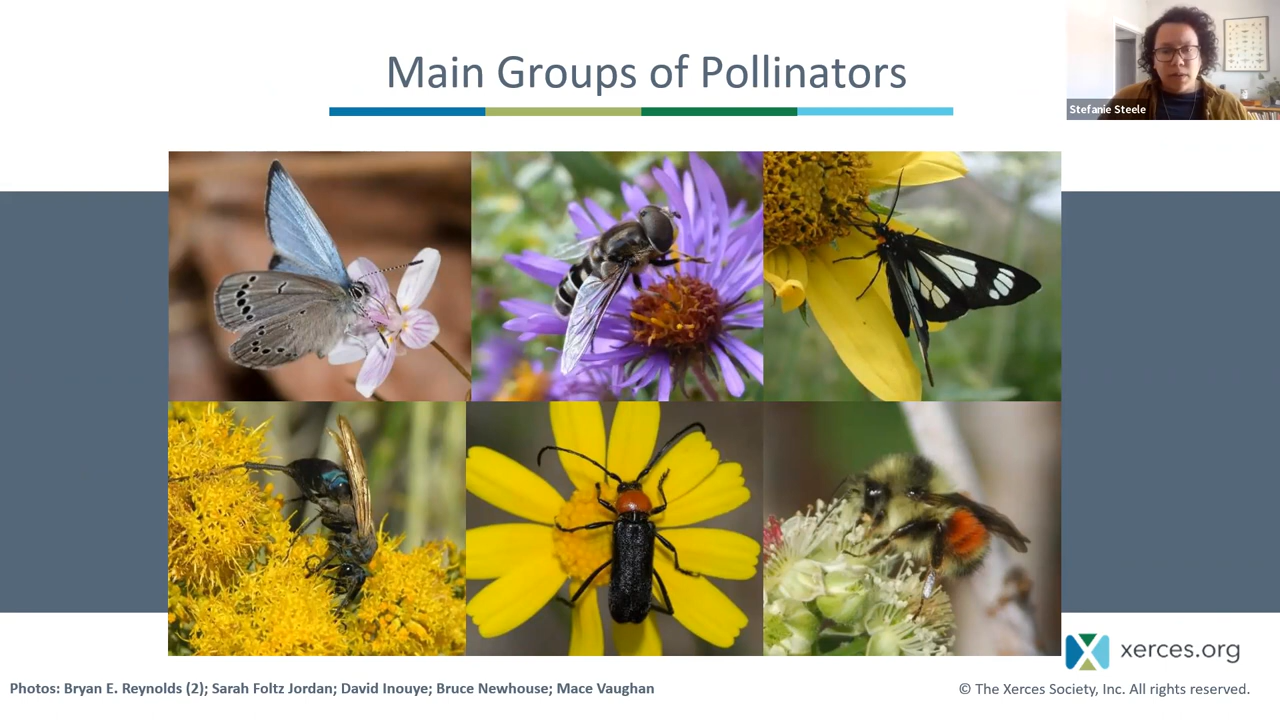 Main Groups of Pollinators
Stefanie Steele
xerces.org
Photos: Bryan E. Reynolds (2); Sarah Foltz Jordan; David Inouye; Bruce Newhouse; Mace Vaughan
© The Xerces Society, Inc. All rights reserved.